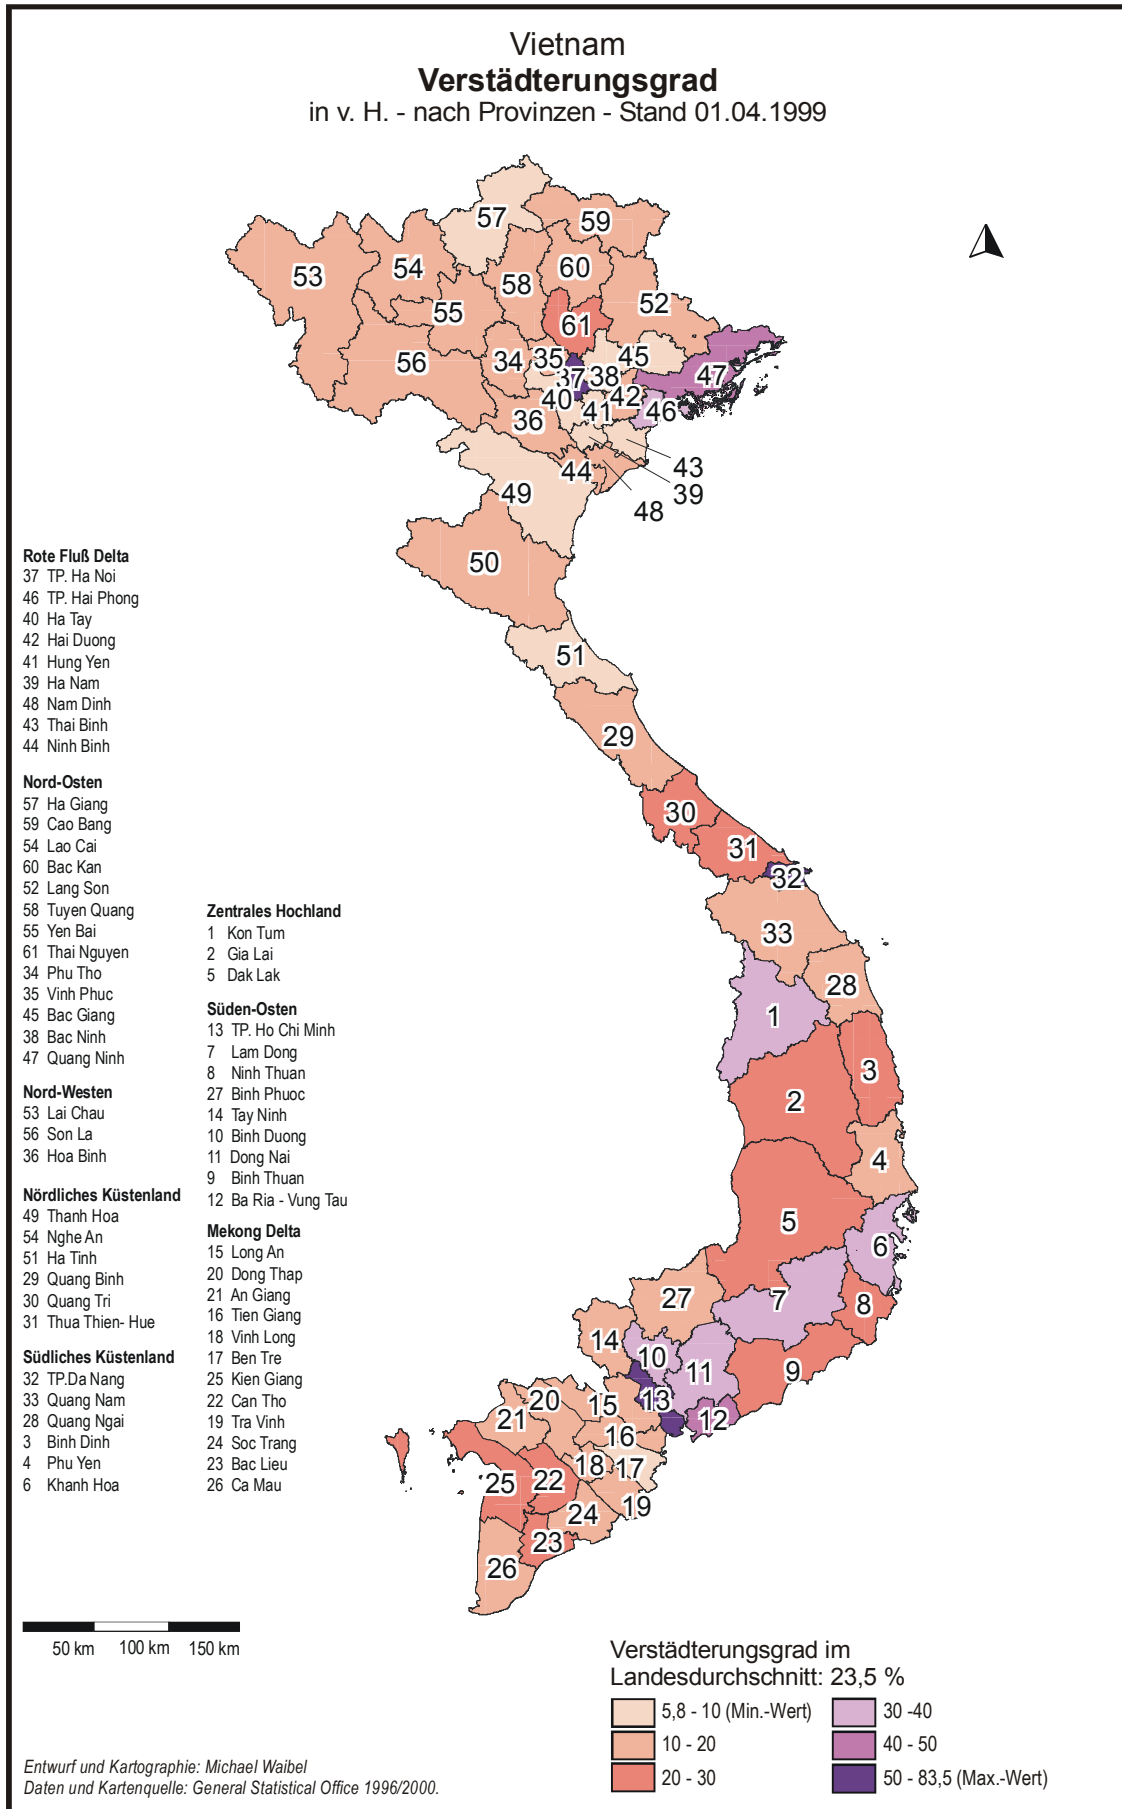 Vietnam
Verstädterungsgrad
in v. H. - nach Provinzen - Stand 01.04.1999
57
59
53
54
60
58
52
55
61
34
35
45
56
37
38
47
40
42
41
46
36
43
44
39
49
48
50
51
29
30
31
32
33
28
1
3
2
4
5
6
27
7
8
14
10
11
9
13
12
20
15
21
16
18
17
25
22
19
24
23
26
Rote Fluß Delta
37 TP. Ha Noi
46 TP. Hai Phong
40 Ha Tay
42 Hai Duong
41 Hung Yen
39 Ha Nam
48 Nam Dinh
43 Thai Binh
44 Ninh Binh
Nord-Osten
57 Ha Giang
59 Cao Bang
54 Lao Cai
60 Bac Kan
52 Lang Son
58 Tuyen Quang
55 Yen Bai
61 Thai Nguyen
34 Phu Tho
35 Vinh Phuc
45 Bac Giang
38 Bac Ninh
47 Quang Ninh
Nord-Westen
53 Lai Chau
56 Son La
36 Hoa Binh
Nördliches Küstenland
49 Thanh Hoa
54 Nghe An
51 Ha Tinh
29 Quang Binh
30 Quang Tri
31 Thua Thien- Hue
Südliches Küstenland
32 TP.Da Nang
33 Quang Nam
28 Quang Ngai
3 Binh Dinh
4 Phu Yen
6 Khanh Hoa
Zentrales Hochland
1 Kon Tum
2 Gia Lai
5 Dak Lak
Süden-Osten
13 TP. Ho Chi Minh
7 Lam Dong
8 Ninh Thuan
27 Binh Phuoc
14 Tay Ninh
10 Binh Duong
11 Dong Nai
9 Binh Thuan
12 Ba Ria - Vung Tau
Mekong Delta
15 Long An
20 Dong Thap
21 An Giang
16 Tien Giang
18 Vinh Long
17 Ben Tre
25 Kien Giang
22 Can Tho
19 Tra Vinh
24 Soc Trang
23 Bac Lieu
26 Ca Mau
50 km 100 km 150 km
Verstädterungsgrad im
Landesdurchschnitt: 23,5 %
5,8 - 10 (Min.-Wert)
10 - 20
20 - 30
30 -40
40 - 50
50 - 83,5 (Max.-Wert)
Entwurf und Kartographie: Michael Waibel
Daten und Kartenquelle: General Statistical Office 1996/2000.